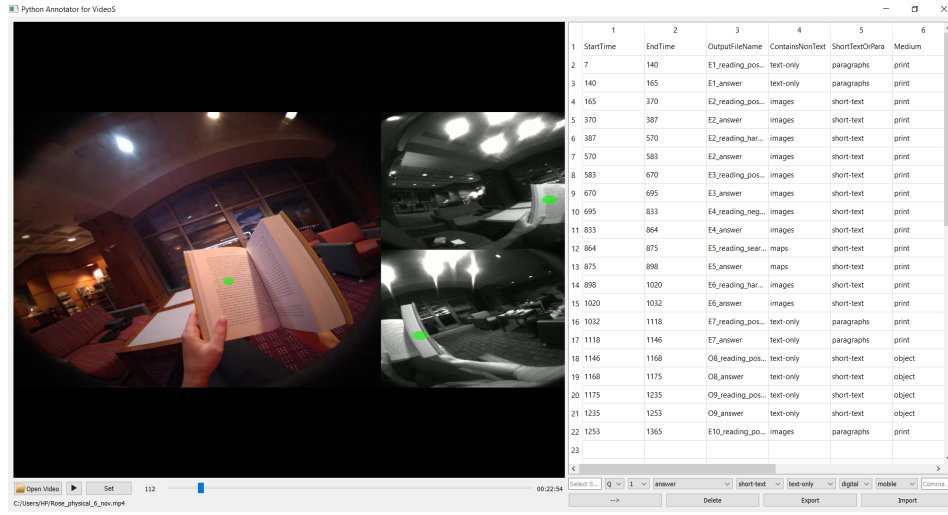 Python Annotator for VideoS
1 2 3 4 5 6
1 StartTime EndTime OutputFileName ContainsNonText ShortTextOrPara Medium
2 7 140 E1_reading_pos... text-only paragraphs print
3 140 165 E1_answer text-only paragraphs print
4 165 370 E2_reading_pos... images short-text print
5 370 387 E2_answer images short-text print
6 387 570 E2_reading_har... images short-text print
7 570 583 E2_answer images short-text print
8 583 670 E3_reading_pos... images short-text print
9 670 695 E3_answer images short-text print
10 695 833 E4_reading_neg... images short-text print
11 833 864 E4_answer images short-text print
12 864 875 E5_reading_sear... maps short-text print
13 875 898 E5_answer maps short-text print
14 898 1020 E6_reading_har... images short-text print
15 1020 1032 E6_answer images short-text print
16 1032 1118 E7_reading_pos... text-only paragraphs print
17 1118 1146 E7_answer text-only paragraphs print
18 1146 1168 O8_reading_pos... text-only short-text object
19 1168 1175 O8_answer text-only short-text object
20 1175 1235 O9_reading_pos... text-only short-text object
21 1235 1253 O9_answer text-only short-text object
22 1253 1365 E10_reading_po... images paragraphs print
23
Open Video Set 112 00:22:54 Select S... Q 1 answer short-text text-only digital mobile Comma
C:/Users/HP/Rose_physical_6_nov.mp4 --> Delete Export Import